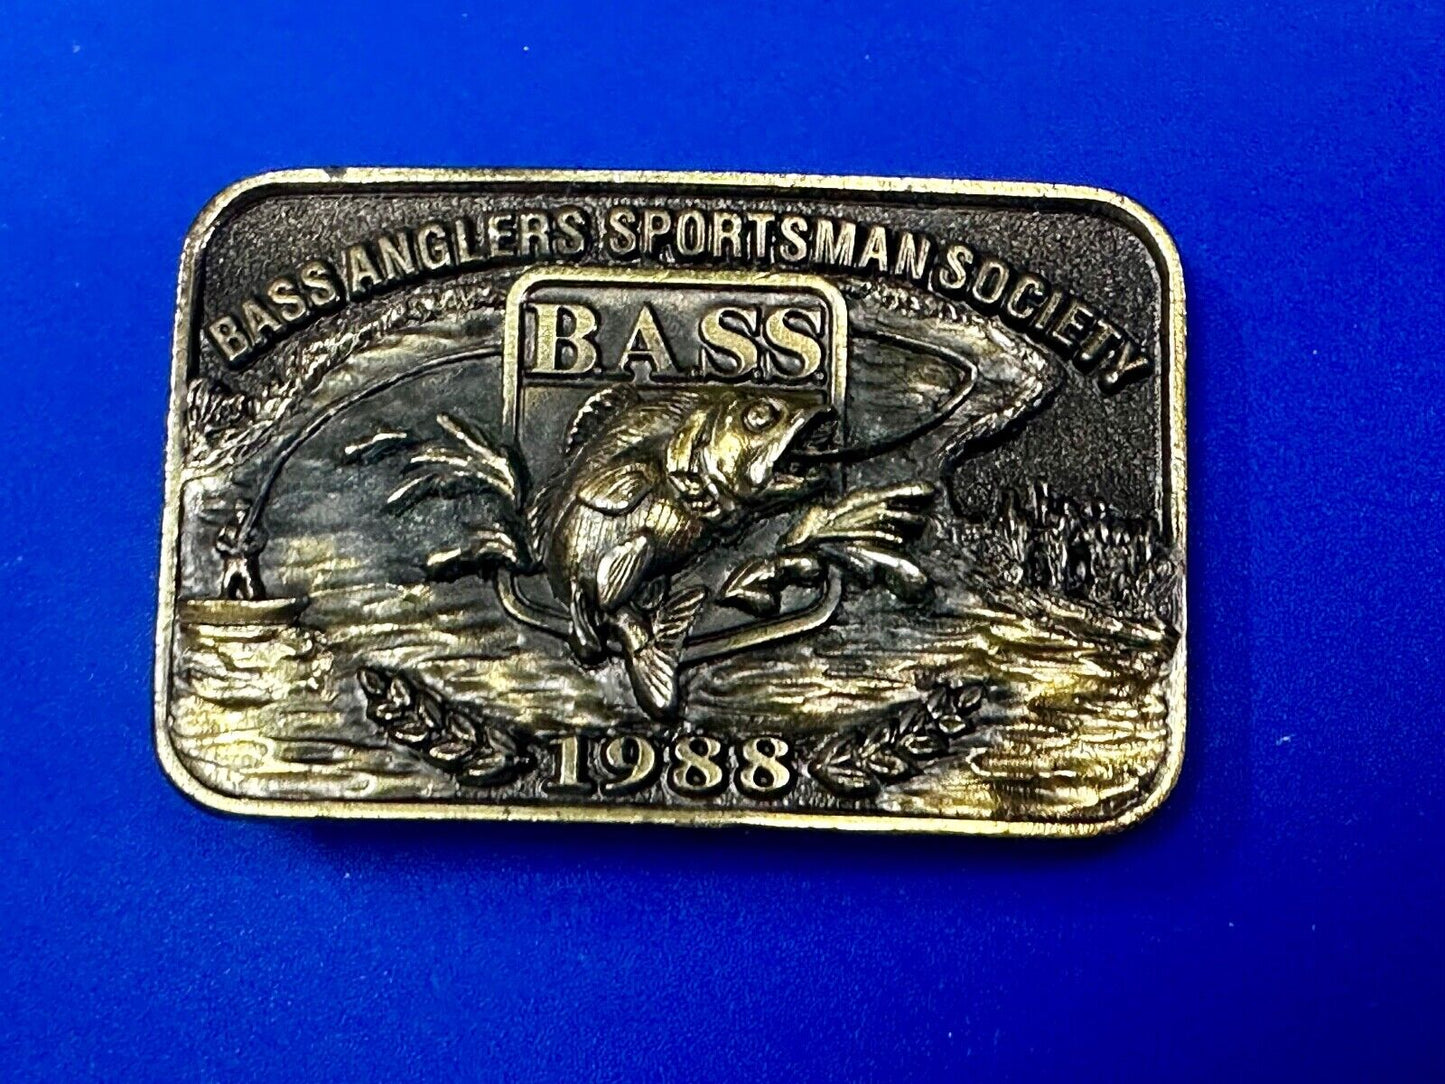 BASS ANGLERS SPORTSMAN SOCIETY
B.A.S.S.
1988